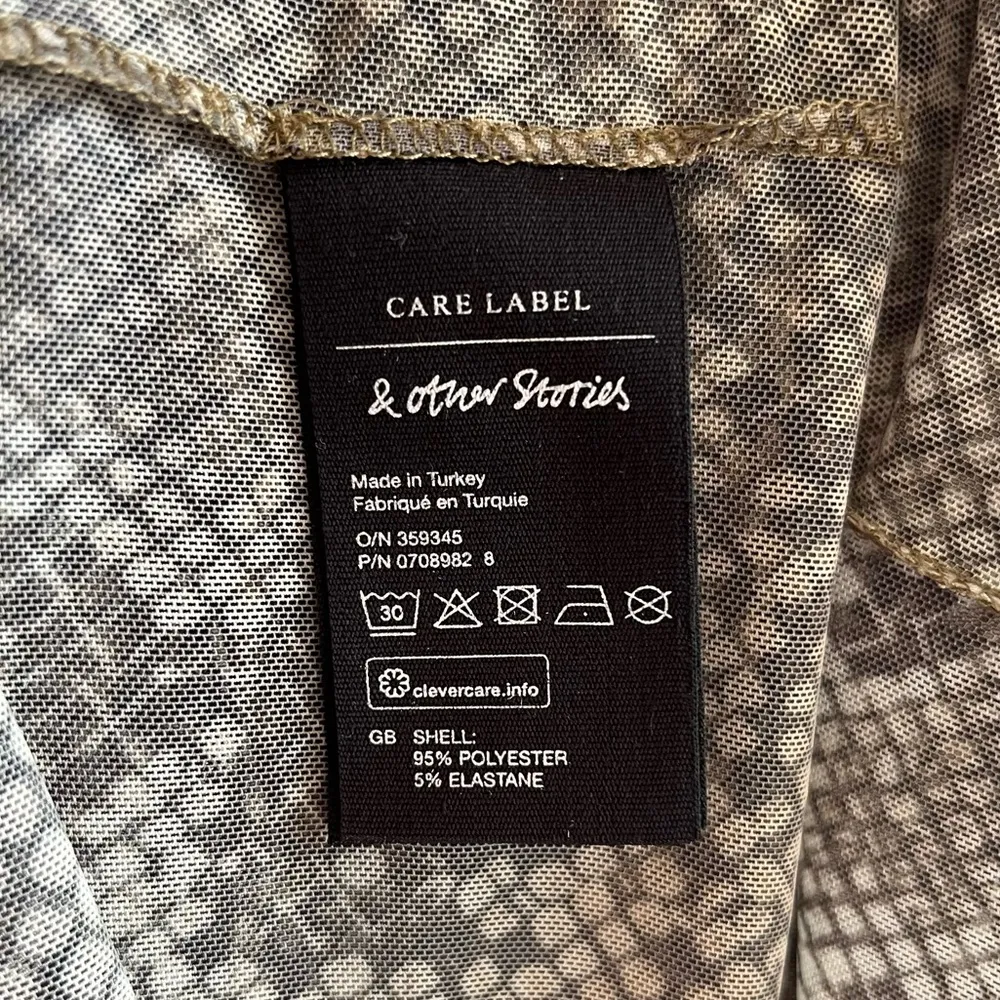 CARE LABEL
& other Stories
Made in Turkey
Fabriqué en Turquie
O/N 359345
P/N 0708982 8
30
clevercare.info
GB SHELL:
95% POLYESTER
5% ELASTANE